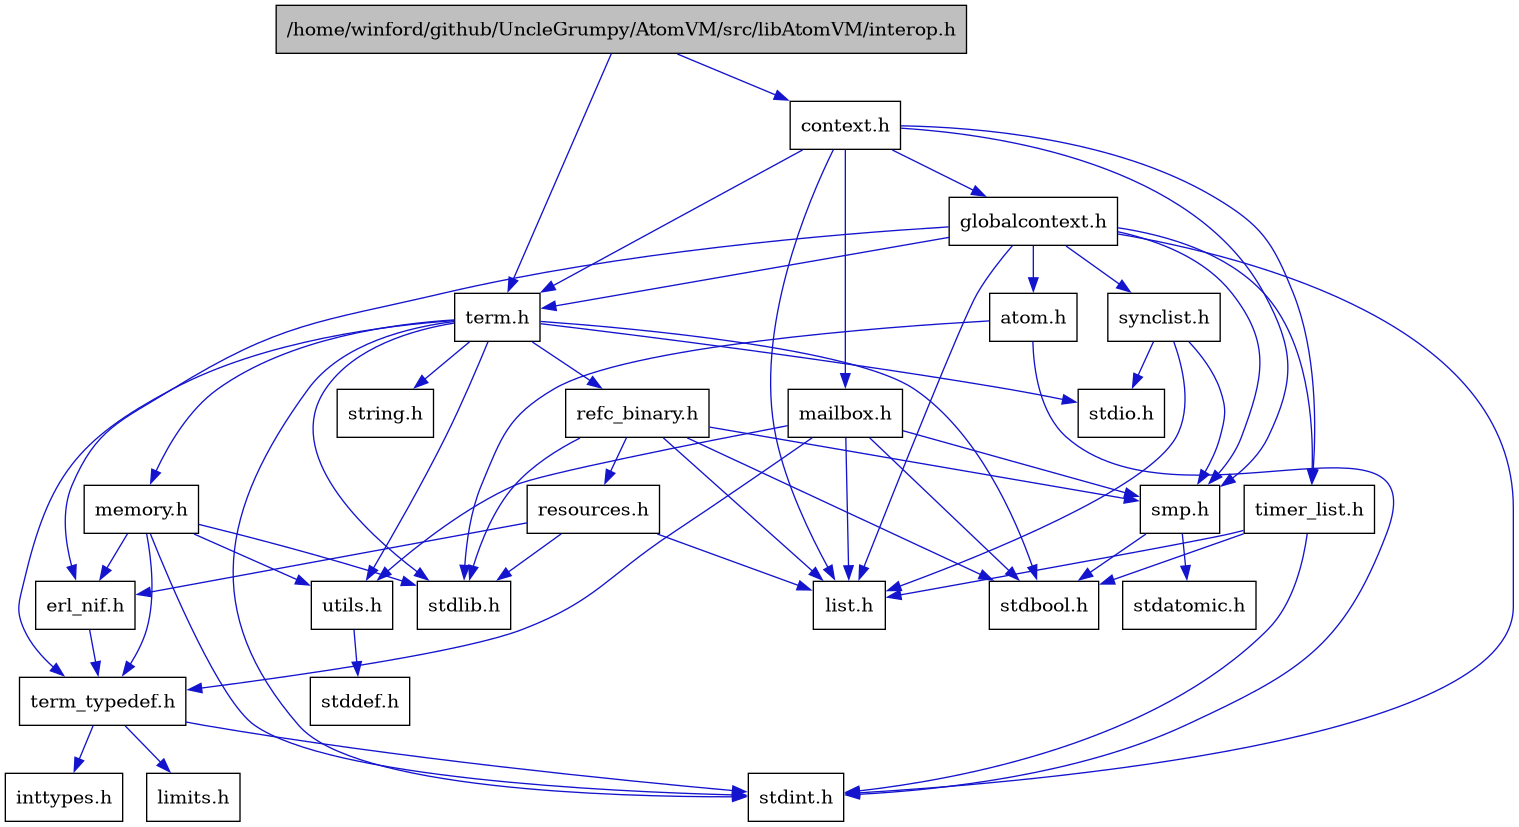 /home/winford/github/UncleGrumpy/AtomVM/src/libAtomVM/interop.h
context.h
globalcontext.h
term.h
atom.h
synclist.h
string.h
refc_binary.h
mailbox.h
stdio.h
memory.h
resources.h
smp.h
timer_list.h
erl_nif.h
utils.h
stdlib.h
list.h
stdbool.h
stdatomic.h
term_typedef.h
stddef.h
inttypes.h
limits.h
stdint.h